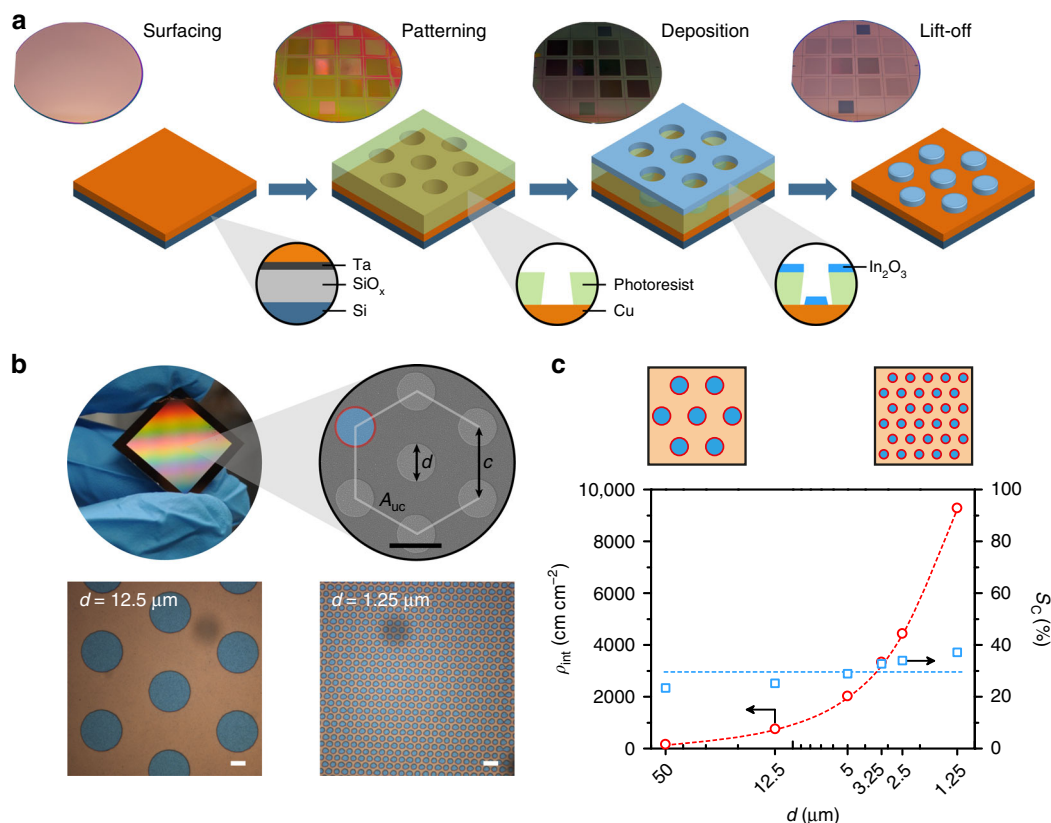 a
Surfacing
Patterning
Deposition
Lift-off
Ta
SiOx
Si
Photoresist
Cu
In2O3
b
d
c
Auc
d = 12.5 μm
d = 1.25 μm
c
10,000
8000
6000
4000
2000
0
ρint (cm cm−2)
100
80
60
40
20
0
SC (%)
50
12.5
5
3.25
2.5
1.25
d (μm)